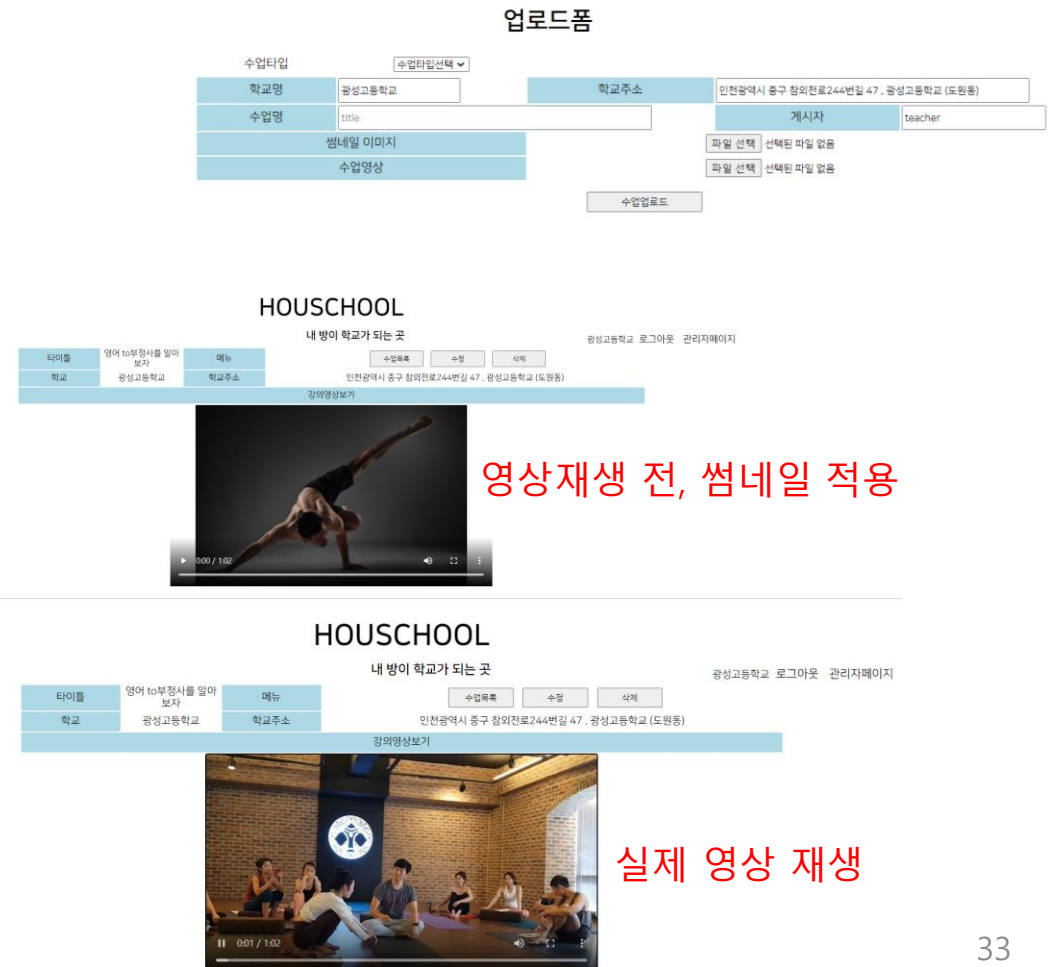 업로드폼
수업타입 수업타입선택
학교명 광성고등학교 학교주소 인천광역시 중구 참외전로244번길 47 , 광성고등학교 (도원동)
수업명 title 게시자 teacher
썸네일 이미지 파일 선택 선택된 파일 없음
수업영상 파일 선택 선택된 파일 없음
수업업로드
HOUSCHOOL
내 방이 학교가 되는 곳
광성고등학교 로그아웃 관리자페이지
타이틀 영어 to부정사를 알아 메뉴 수업목록 수정 삭제
보자
학교 광성고등학교 학교주소 인천광역시 중구 참외전로244번길 47 , 광성고등학교 (도원동)
강의영상보기
영상재생 전, 썸네일 적용
0:00 / 1:02
HOUSCHOOL
내 방이 학교가 되는 곳
광성고등학교 로그아웃 관리자페이지
타이틀 영어 to부정사를 알아 메뉴 수업목록 수정 삭제
보자
학교 광성고등학교 학교주소 인천광역시 중구 참외전로244번길 47 , 광성고등학교 (도원동)
강의영상보기
실제 영상 재생
0:01 / 1:02
33